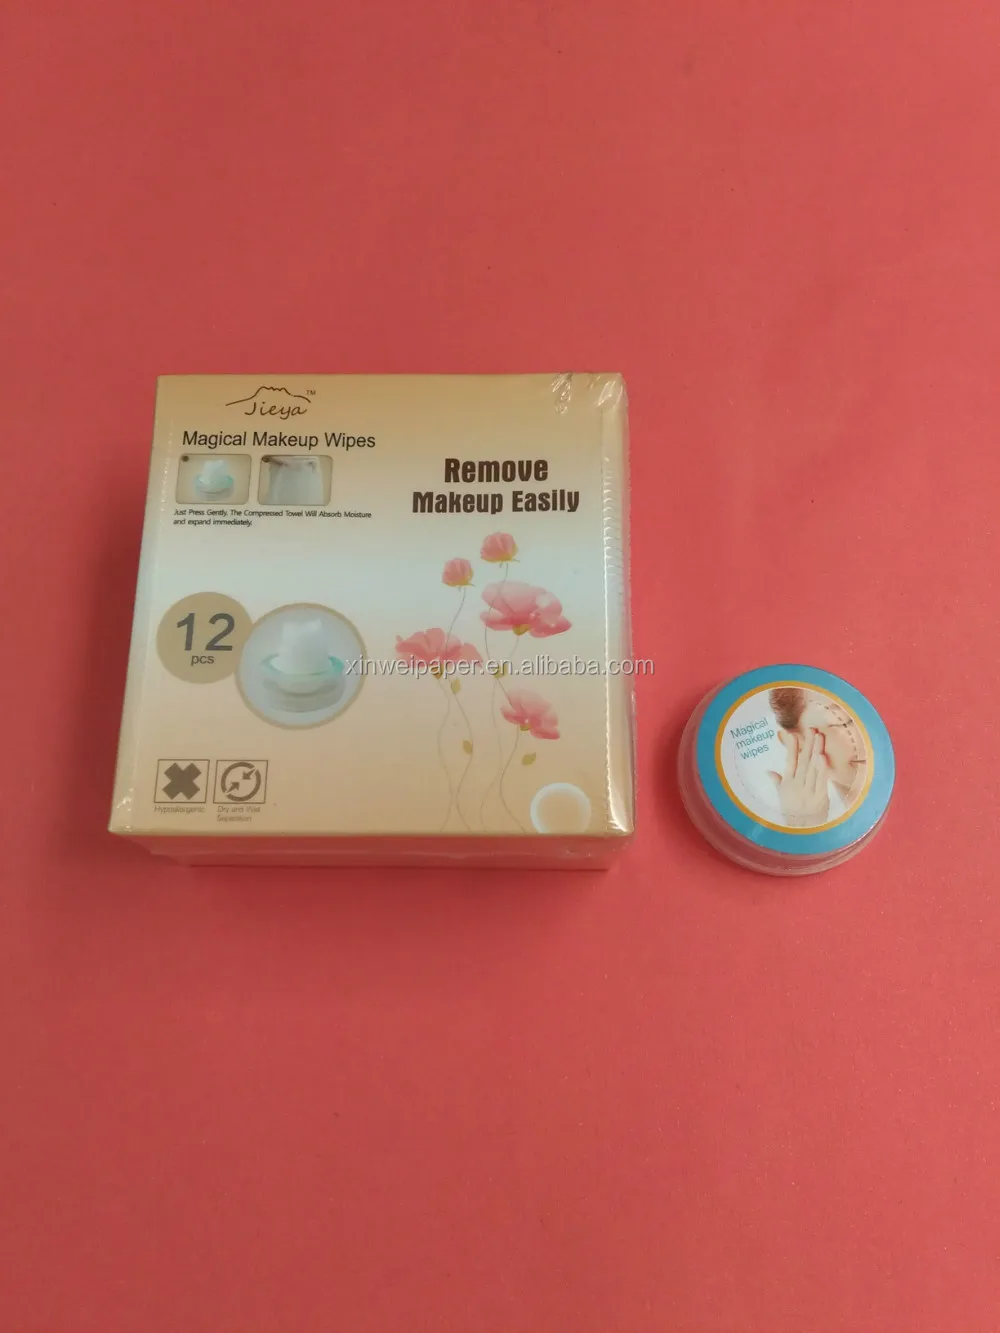 Jieya™
Magical Makeup Wipes
Just Press Gently. The Compressed Towel Will Absorb Moisture
and expand immediately.
Remove
Makeup Easily
12
pcs
Hypoallergenic
Dry and Wet
Separation
xinweipaper.en.alibaba.com
Magical
makeup
wipes